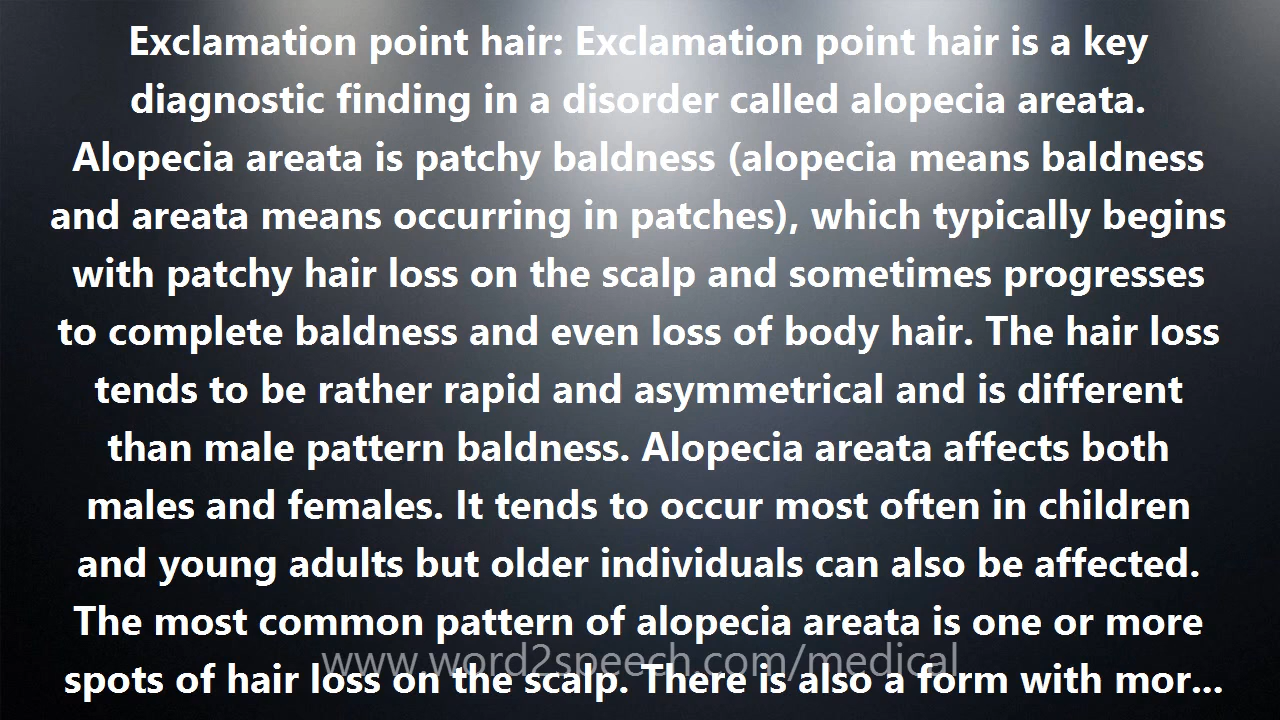 Exclamation point hair: Exclamation point hair is a key
diagnostic finding in a disorder called alopecia areata.
Alopecia areata is patchy baldness (alopecia means baldness
and areata means occurring in patches), which typically begins
with patchy hair loss on the scalp and sometimes progresses
to complete baldness and even loss of body hair. The hair loss
tends to be rather rapid and asymmetrical and is different
than male pattern baldness. Alopecia areata affects both
males and females. It tends to occur most often in children
and young adults but older individuals can also be affected.
The most common pattern of alopecia areata is one or more
www.word2speech.com/medical
spots of hair loss on the scalp. There is also a form with mor...